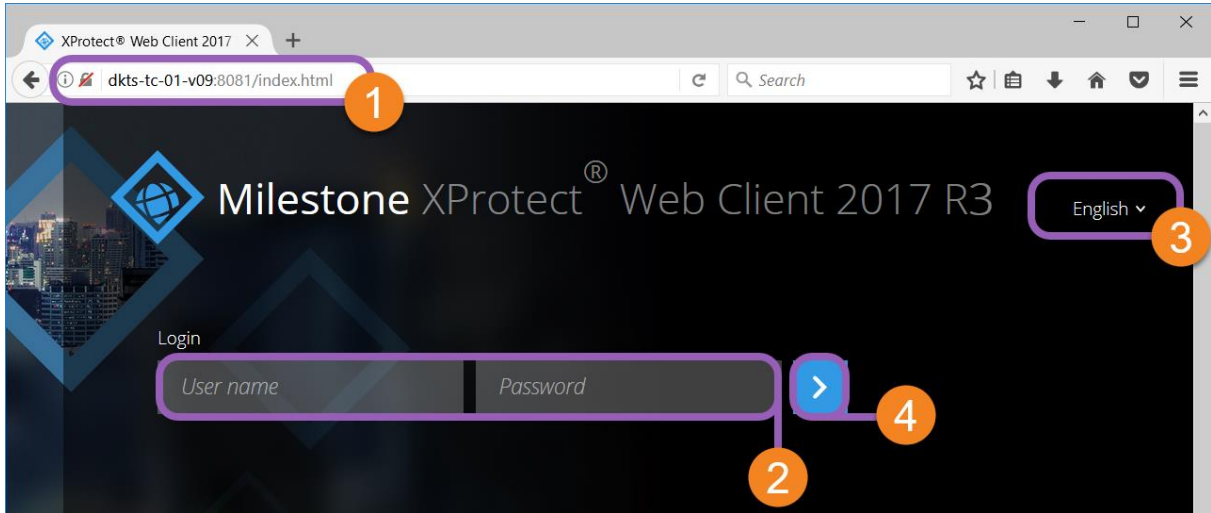 XProtect® Web Client 2017
dkts-tc-01-v09:8081/index.html
Search
1
Milestone XProtect® Web Client 2017 R3
English
3
Login
User name
Password
4
2